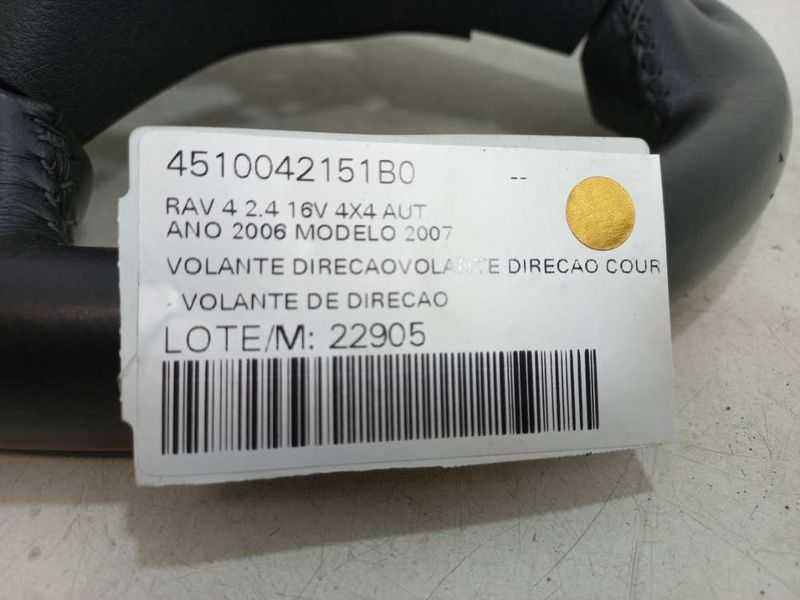 4510042151B0 --
RAV 4 2.4 16V 4X4 AUT
ANO 2006 MODELO 2007
VOLANTE DIRECAOVOLANTE DIRECAO COUR
- VOLANTE DE DIRECAO
LOTE/M: 22905